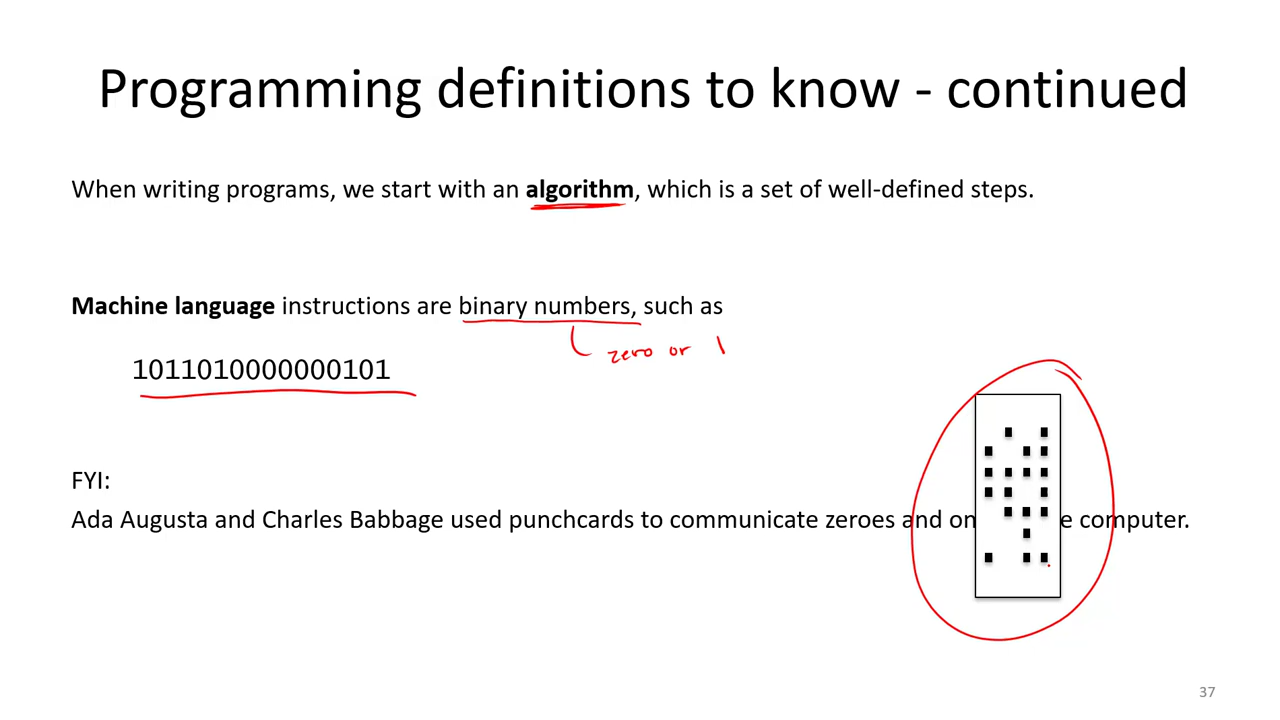 Programming definitions to know - continued
When writing programs, we start with an algorithm, which is a set of well-defined steps.
Machine language instructions are binary numbers, such as
zero or 1
1011010000000101
FYI:
Ada Augusta and Charles Babbage used punchcards to communicate zeroes and on e computer.
37